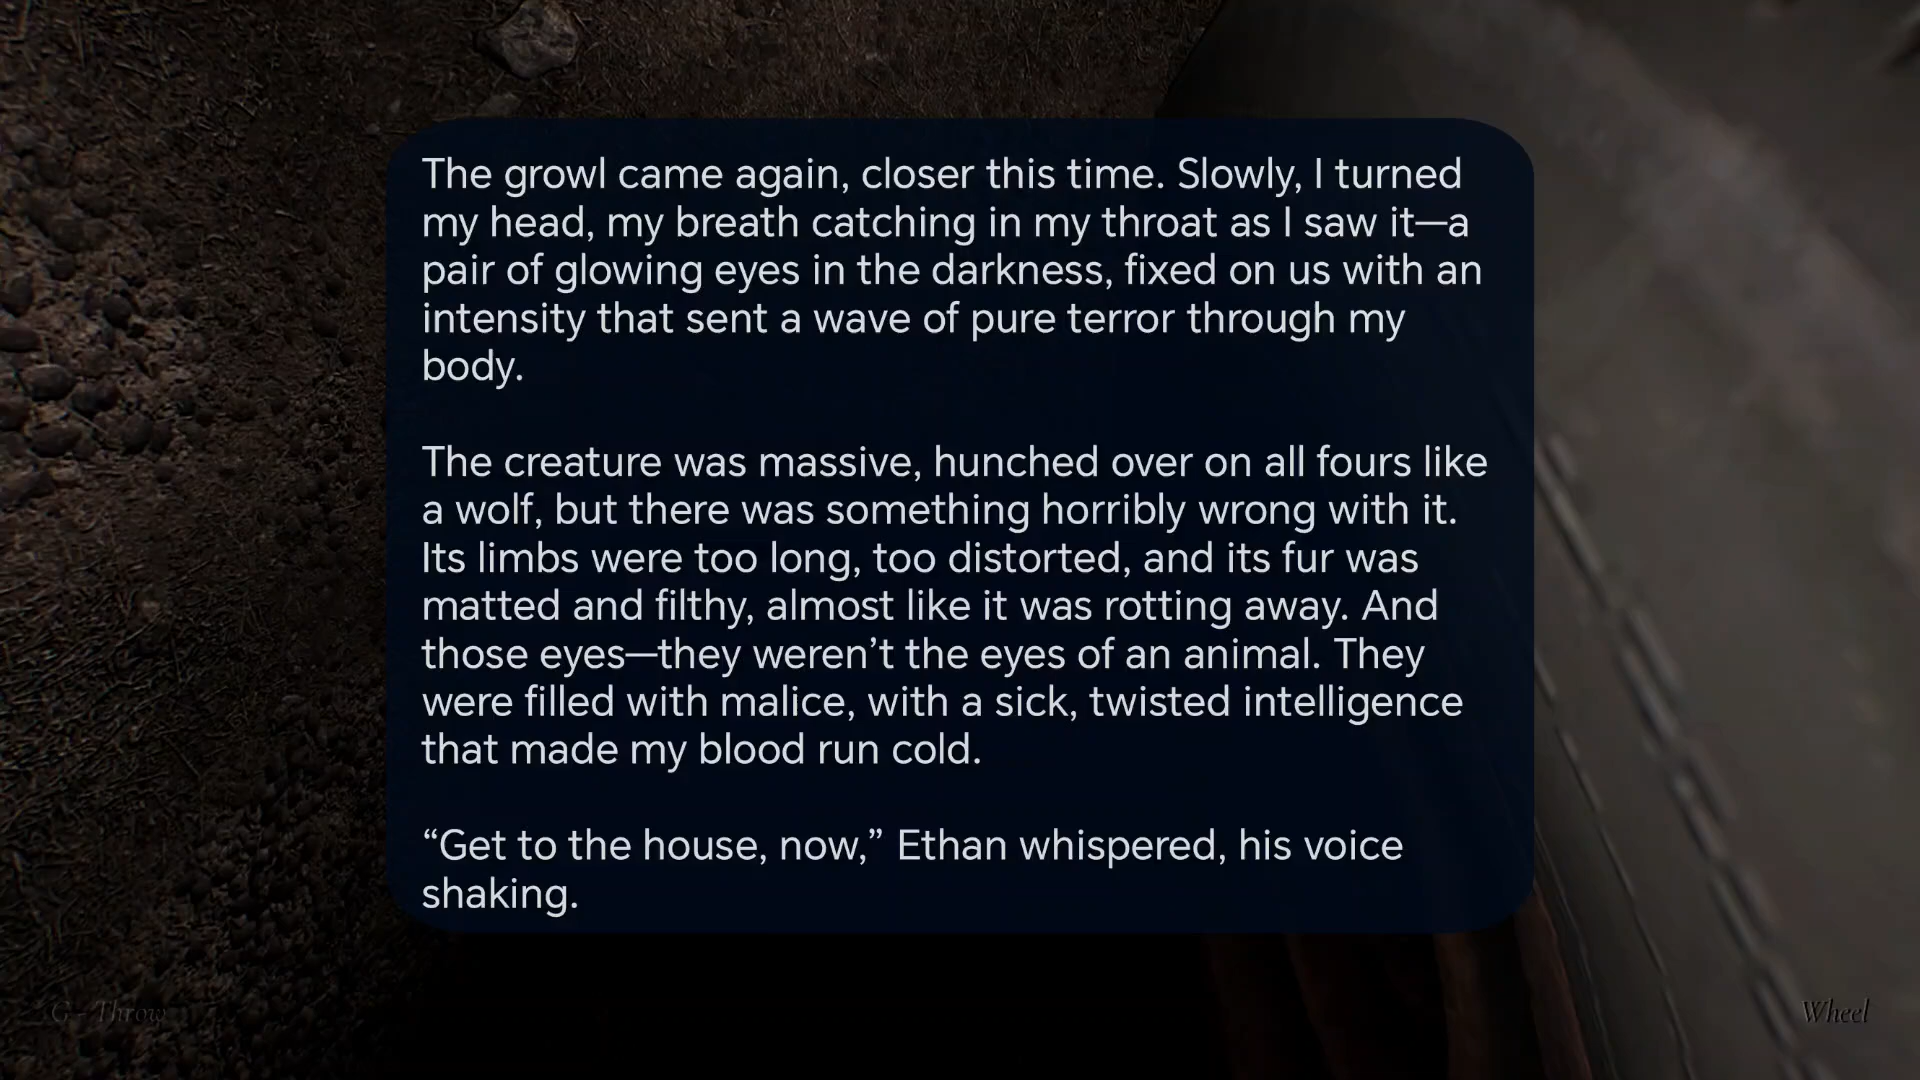 The growl came again, closer this time. Slowly, I turned
my head, my breath catching in my throat as I saw it—a
pair of glowing eyes in the darkness, fixed on us with an
intensity that sent a wave of pure terror through my
body.
The creature was massive, hunched over on all fours like
a wolf, but there was something horribly wrong with it.
Its limbs were too long, too distorted, and its fur was
matted and filthy, almost like it was rotting away. And
those eyes—they weren’t the eyes of an animal. They
were filled with malice, with a sick, twisted intelligence
that made my blood run cold.
“Get to the house, now,” Ethan whispered, his voice
shaking.
G - Throw
Wheel